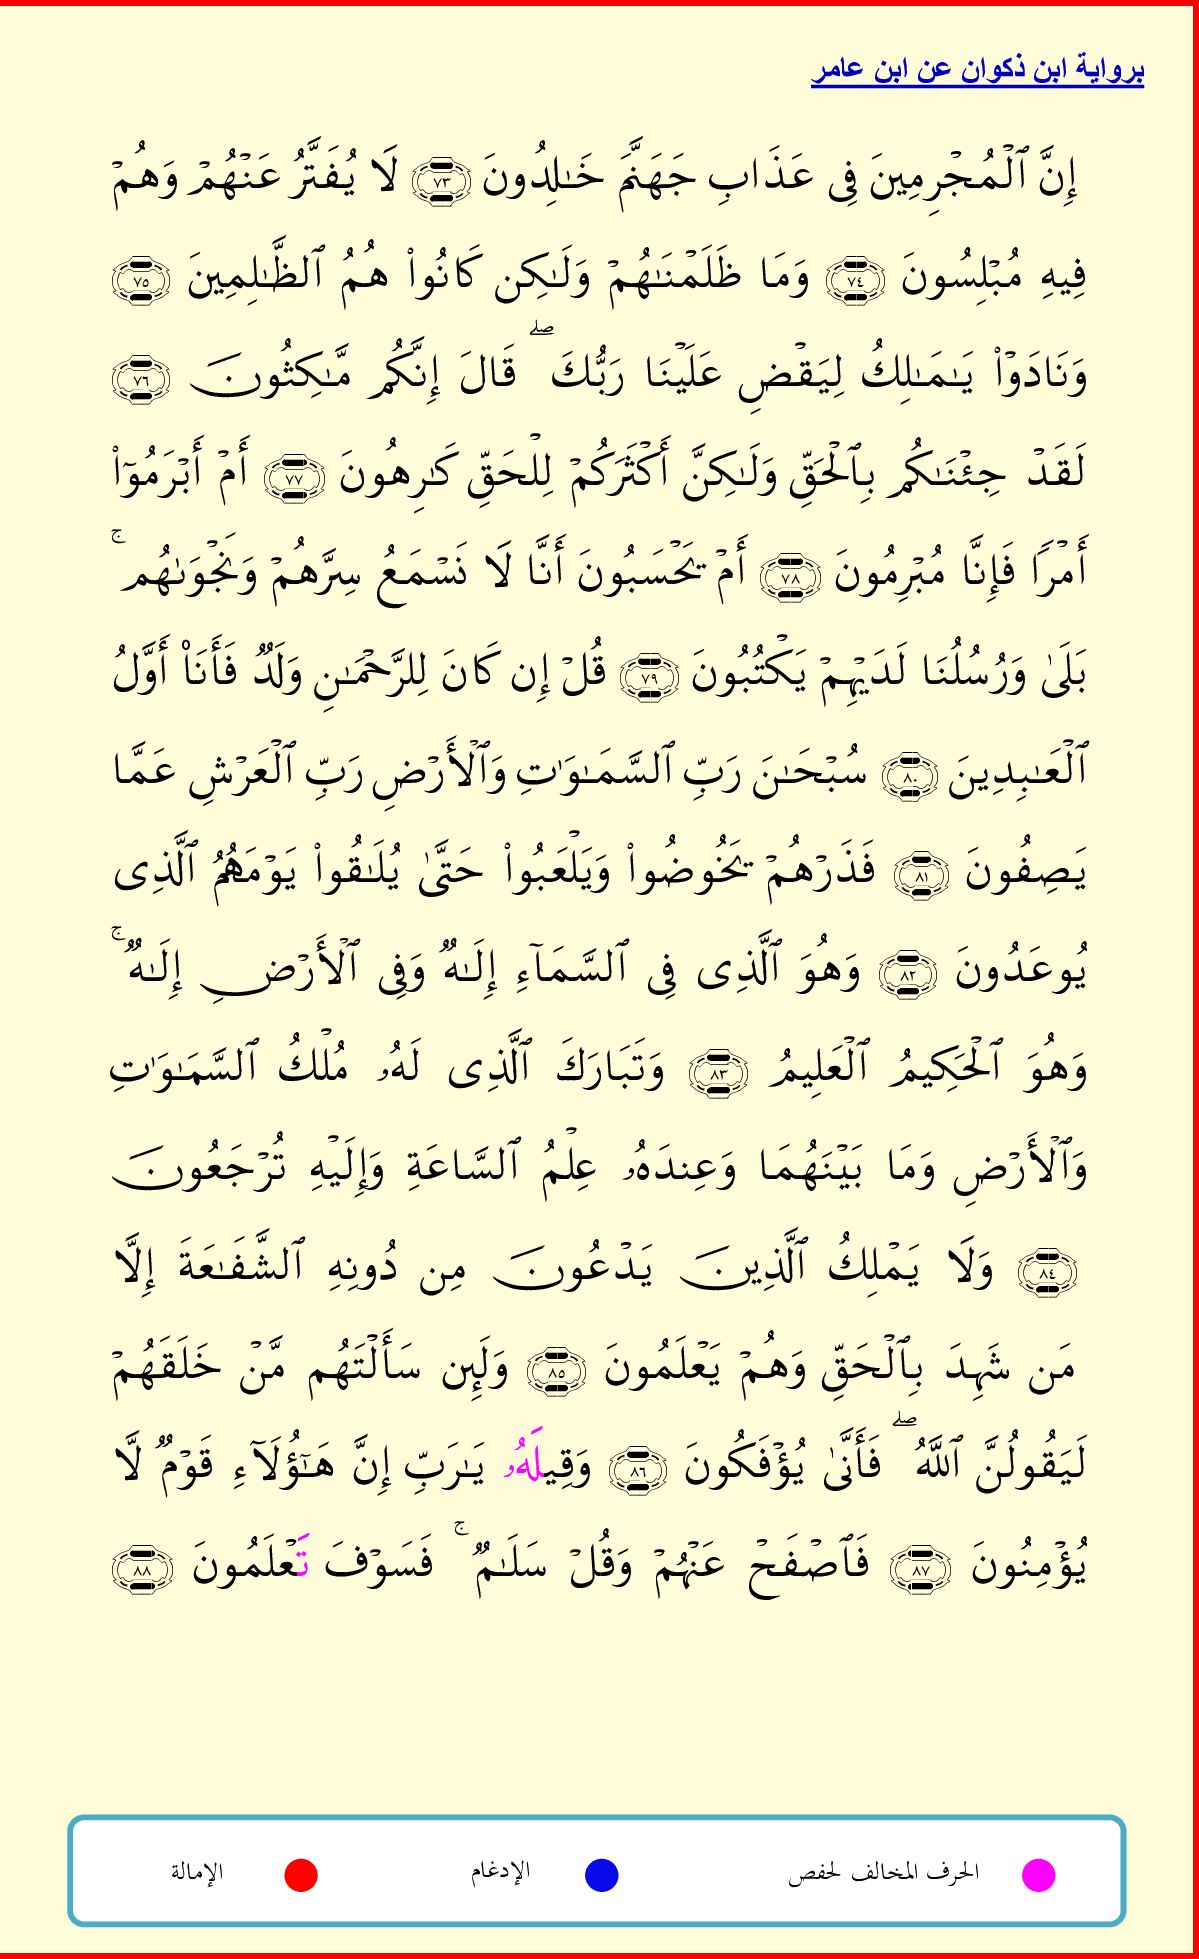 برواية ابن ذكوان عن ابن عامر
إِنَّ ٱلْمُجْرِمِينَ فِى عَذَابِ جَهَنَّمَ خَـٰلِدُونَ ٧٣ لَا يُفَتَّرُ عَنْهُمْ وَهُمْ
فِيهِ مُبْلِسُونَ ٧٤ وَمَا ظَلَمْنَـٰهُمْ وَلَـٰكِن كَانُوا۟ هُمُ ٱلظَّـٰلِمِينَ ٧٥
وَنَادَوْا۟ يَـٰمَـٰلِكُ لِيَقْضِ عَلَيْنَا رَبُّكَ ۖ قَالَ إِنَّكُم مَّـٰكِثُونَ ٧٦
لَقَدْ جِئْنَـٰكُم بِٱلْحَقِّ وَلَـٰكِنَّ أَكْثَرَكُمْ لِلْحَقِّ كَـٰرِهُونَ ٧٧ أَمْ أَبْرَمُوٓا۟
أَمْرًا فَإِنَّا مُبْرِمُونَ ٧٨ أَمْ يَحْسَبُونَ أَنَّا لَا نَسْمَعُ سِرَّهُمْ وَنَجْوَىٰهُم ۚ
بَلَىٰ وَرُسُلُنَا لَدَيْهِمْ يَكْتُبُونَ ٧٩ قُلْ إِن كَانَ لِلرَّحْمَـٰنِ وَلَدٌ فَأَنَا۠ أَوَّلُ
ٱلْعَـٰبِدِينَ ٨٠ سُبْحَـٰنَ رَبِّ ٱلسَّمَـٰوَٰتِ وَٱلْأَرْضِ رَبِّ ٱلْعَرْشِ عَمَّا
يَصِفُونَ ٨١ فَذَرْهُمْ يَخُوضُوا۟ وَيَلْعَبُوا۟ حَتَّىٰ يُلَـٰقُوا۟ يَوْمَهُمُ ٱلَّذِى
يُوعَدُونَ ٨٢ وَهُوَ ٱلَّذِى فِى ٱلسَّمَآءِ إِلَـٰهٌ وَفِى ٱلْأَرْضِ إِلَـٰهٌ ۚ
وَهُوَ ٱلْحَكِيمُ ٱلْعَلِيمُ ٨٣ وَتَبَارَكَ ٱلَّذِى لَهُۥ مُلْكُ ٱلسَّمَـٰوَٰتِ
وَٱلْأَرْضِ وَمَا بَيْنَهُمَا وَعِندَهُۥ عِلْمُ ٱلسَّاعَةِ وَإِلَيْهِ تُرْجَعُونَ
٨٤ وَلَا يَمْلِكُ ٱلَّذِينَ يَدْعُونَ مِن دُونِهِ ٱلشَّفَـٰعَةَ إِلَّا
مَن شَهِدَ بِٱلْحَقِّ وَهُمْ يَعْلَمُونَ ٨٥ وَلَئِن سَأَلْتَهُم مَّنْ خَلَقَهُمْ
لَيَقُولُنَّ ٱللَّهُ ۖ فَأَنَّىٰ يُؤْفَكُونَ ٨٦ وَقِيلَهُۥ يَـٰرَبِّ إِنَّ هَـٰٓؤُلَآءِ قَوْمٌ لَّا
يُؤْمِنُونَ ٨٧ فَٱصْفَحْ عَنْهُمْ وَقُلْ سَلَـٰمٌ ۚ فَسَوْفَ تَعْلَمُونَ ٨٨
الحرف المخالف لحفص الإدغام الإمالة